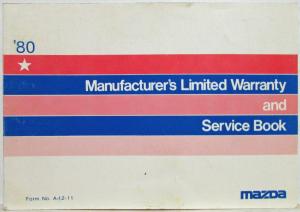 '80
Manufacturer's Limited Warranty
and
Service Book
Form No. A-12-11
mazda